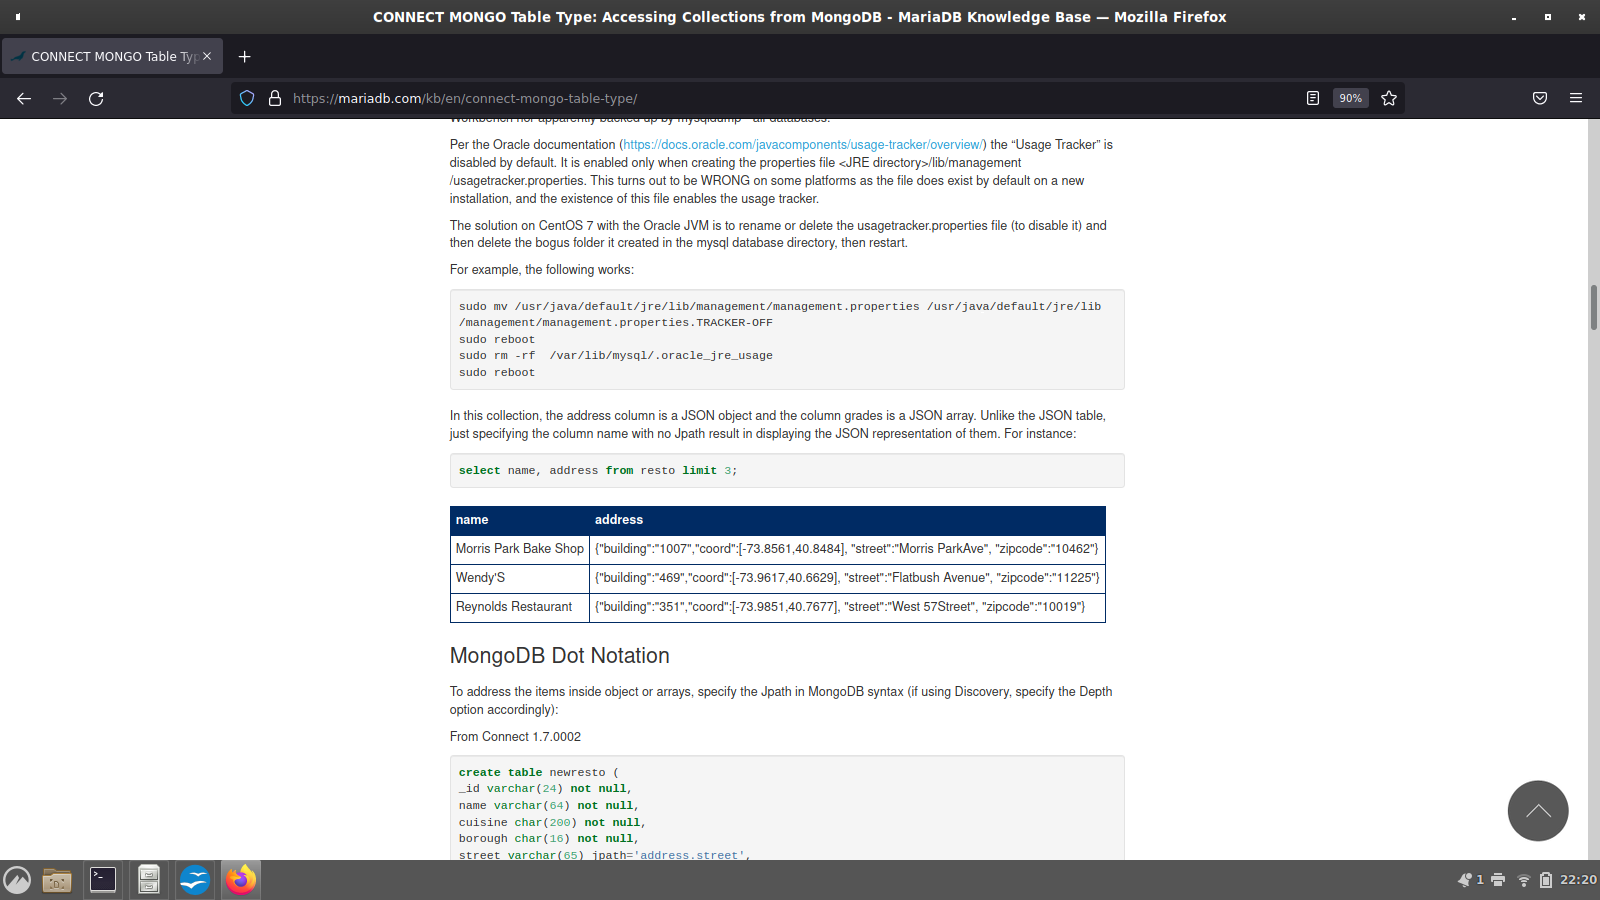 CONNECT MONGO Table Type: Accessing Collections from MongoDB - MariaDB Knowledge Base — Mozilla Firefox
CONNECT MONGO Table Typ
https://mariadb.com/kb/en/connect-mongo-table-type/
90%
Workbench nor apparently backed up by mysqldump
all-databases.
Per the Oracle documentation (https://docs.oracle.com/javacomponents/usage-tracker/overview/) the “Usage Tracker” is
disabled by default. It is enabled only when creating the properties file <JRE directory>/lib/management
/usagetracker.properties. This turns out to be WRONG on some platforms as the file does exist by default on a new
installation, and the existence of this file enables the usage tracker.
The solution on CentOS 7 with the Oracle JVM is to rename or delete the usagetracker.properties file (to disable it) and
then delete the bogus folder it created in the mysql database directory, then restart.
For example, the following works:
sudo mv /usr/java/default/jre/lib/management/management.properties /usr/java/default/jre/lib
/management/management.properties.TRACKER-OFF
sudo reboot
sudo rm -rf  /var/lib/mysql/.oracle_jre_usage
sudo reboot
In this collection, the address column is a JSON object and the column grades is a JSON array. Unlike the JSON table,
just specifying the column name with no Jpath result in displaying the JSON representation of them. For instance:
select name, address from resto limit 3;
name address
Morris Park Bake Shop {"building":"1007","coord":[-73.8561,40.8484], "street":"Morris ParkAve", "zipcode":"10462"}
Wendy'S {"building":"469","coord":[-73.9617,40.6629], "street":"Flatbush Avenue", "zipcode":"11225"}
Reynolds Restaurant {"building":"351","coord":[-73.9851,40.7677], "street":"West 57Street", "zipcode":"10019"}
MongoDB Dot Notation
To address the items inside object or arrays, specify the Jpath in MongoDB syntax (if using Discovery, specify the Depth
option accordingly):
From Connect 1.7.0002
create table newresto (
_id varchar(24) not null,
name varchar(64) not null,
cuisine char(200) not null,
borough char(16) not null,
street varchar(65) jpath='address.street',
1
22:20